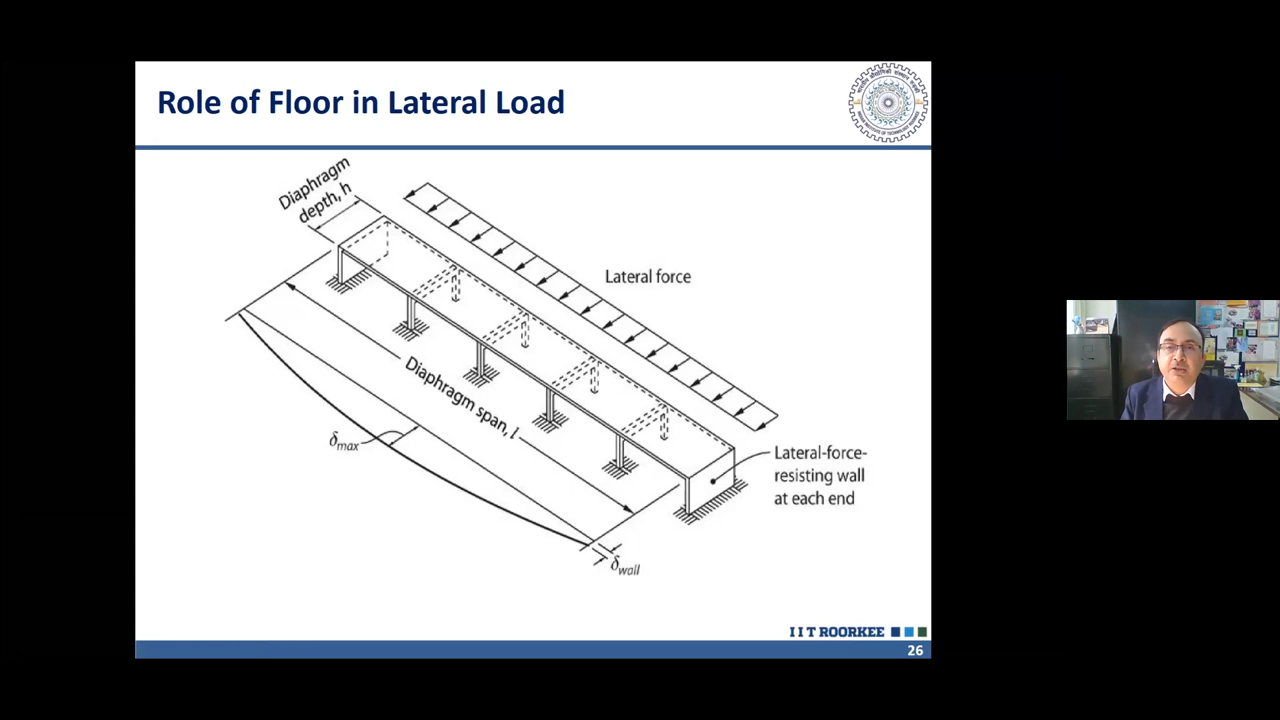 Role of Floor in Lateral Load
Diaphragm
depth, h
Lateral force
Diaphragm span, l
δmax
Lateral-force-
resisting wall
at each end
δwall
I I T ROORKEE
26